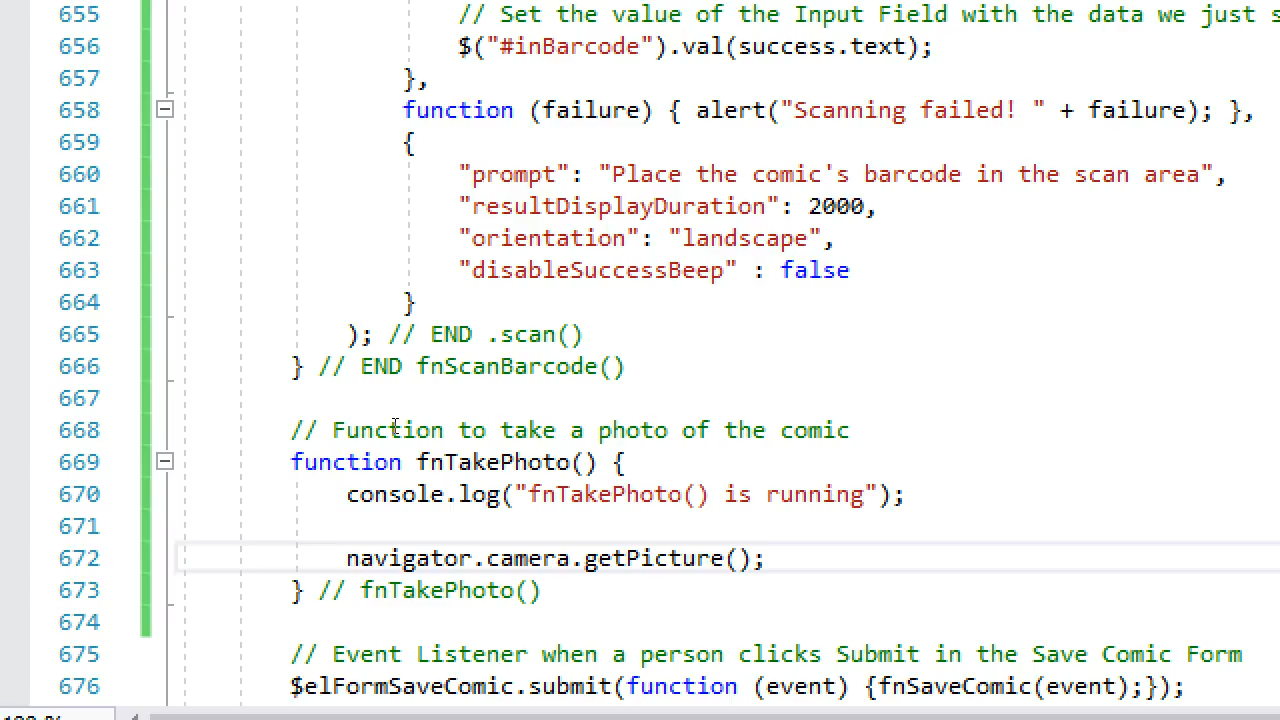 655 // Set the value of the Input Field with the data we just s
656 $("#inBarcode").val(success.text);
657 },
658 function (failure) { alert("Scanning failed! " + failure); },
659 {
660 "prompt": "Place the comic's barcode in the scan area",
661 "resultDisplayDuration": 2000,
662 "orientation": "landscape",
663 "disableSuccessBeep" : false
664 }
665 ); // END .scan()
666 } // END fnScanBarcode()
667
668 // Function to take a photo of the comic
669 function fnTakePhoto() {
670 console.log("fnTakePhoto() is running");
671
672 navigator.camera.getPicture();
673 } // fnTakePhoto()
674
675 // Event Listener when a person clicks Submit in the Save Comic Form
676 $elFormSaveComic.submit(function (event) {fnSaveComic(event);});